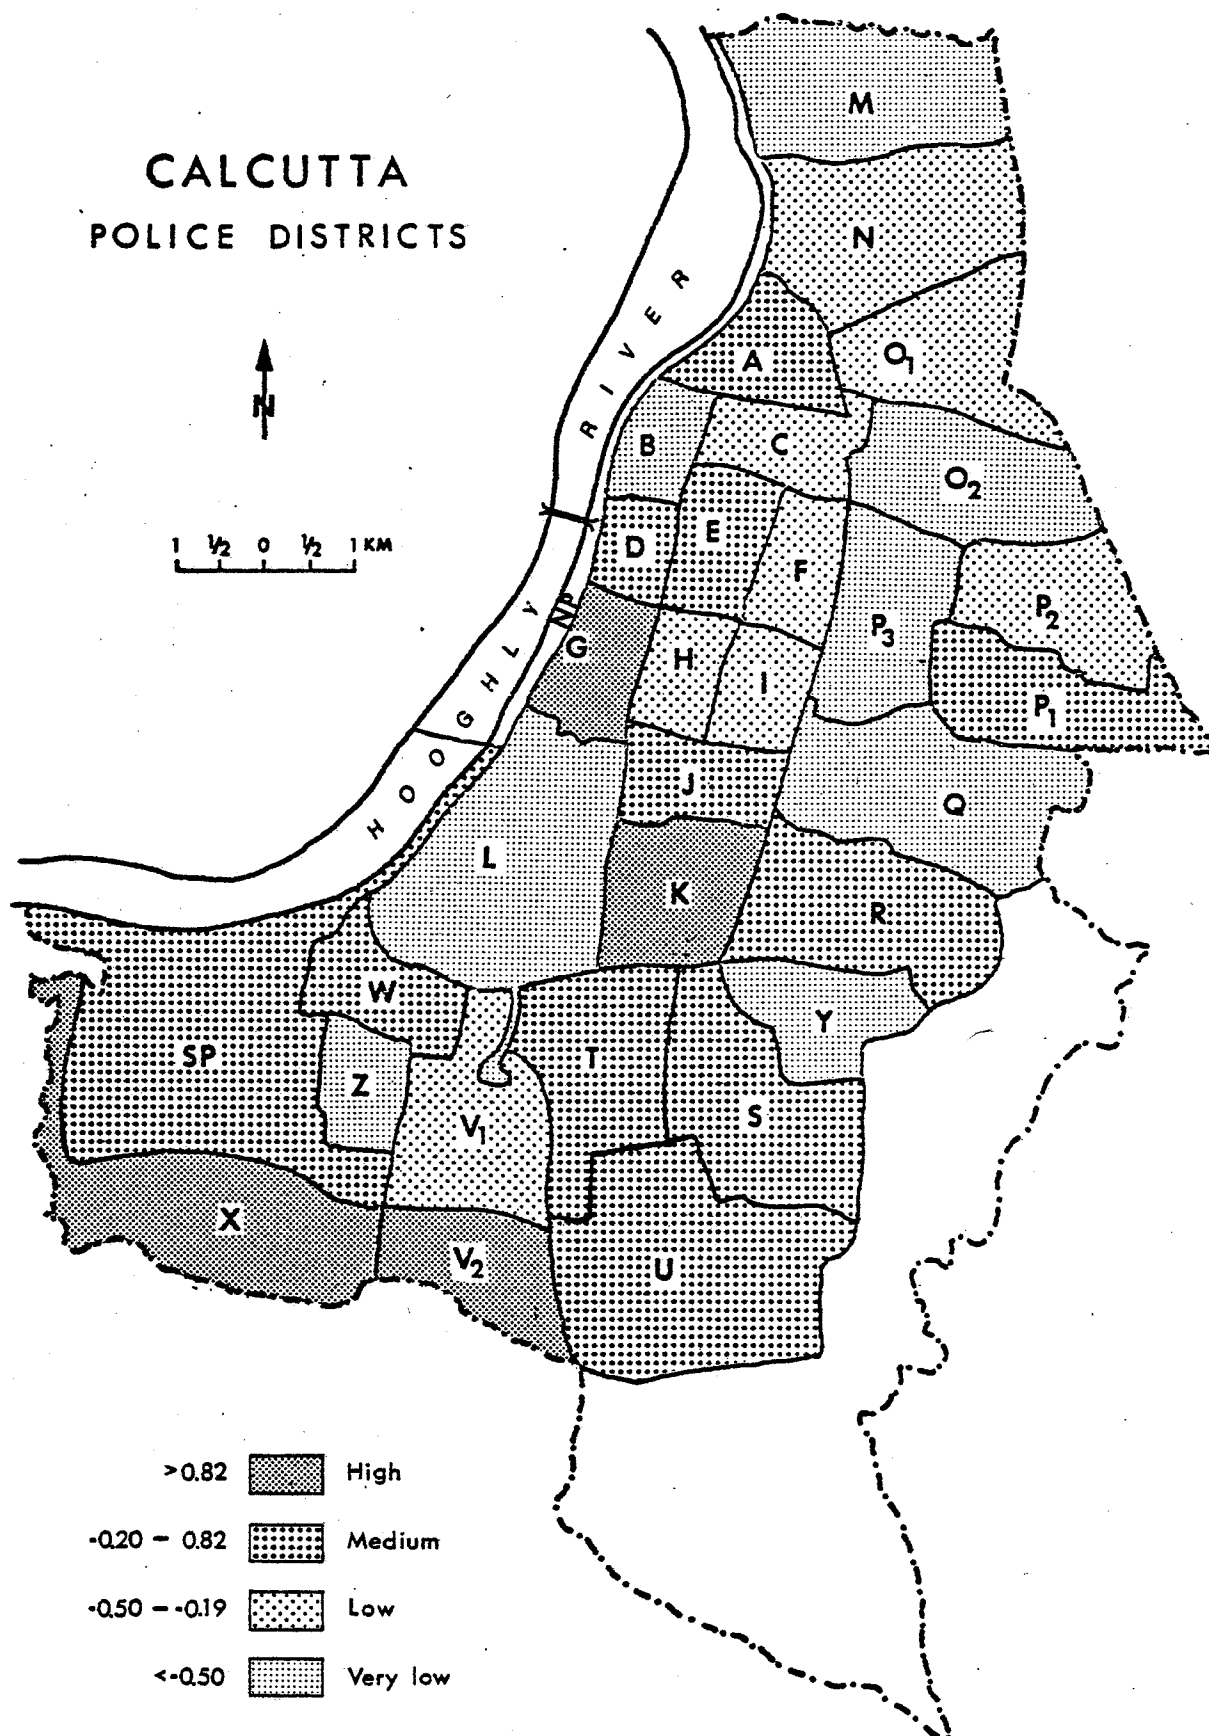 CALCUTTA
POLICE DISTRICTS
N
1 ½ 0 ½ 1 KM
HOOGHLY RIVER
M
N
O1
A
B
C
O2
D
E
F
NP
G
H
I
P3
P2
P1
J
Q
L
K
R
W
SP
Z
V1
T
Y
S
X
V2
U
>0.82 High
-0.20 – 0.82 Medium
-0.50 – -0.19 Low
<-0.50 Very low